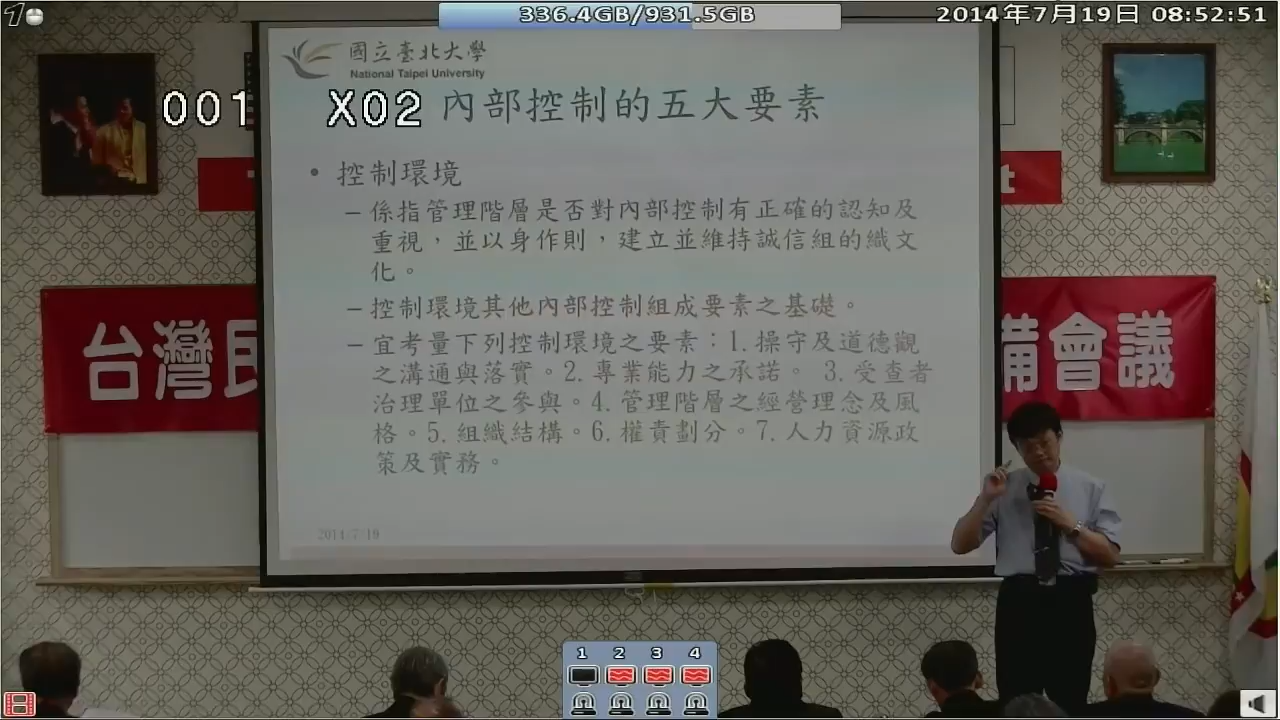 336.4GB/931.5GB
2014年7月19日 08:52:51
國立臺北大學
National Taipei University
001 X02
內部控制的五大要素
• 控制環境
– 係指管理階層是否對內部控制有正確的認知及
重視，並以身作則，建立並維持誠信組的織文
化。
– 控制環境其他內部控制組成要素之基礎。
– 宜考量下列控制環境之要素：1. 操守及道德觀
之溝通與落實。2. 專業能力之承諾。 3. 受查者
治理單位之參與。4. 管理階層之經營理念及風
格。5. 組織結構。6. 權責劃分。7. 人力資源政
策及實務。
2014/7/19
t
台灣民
備會議
1 2 3 4